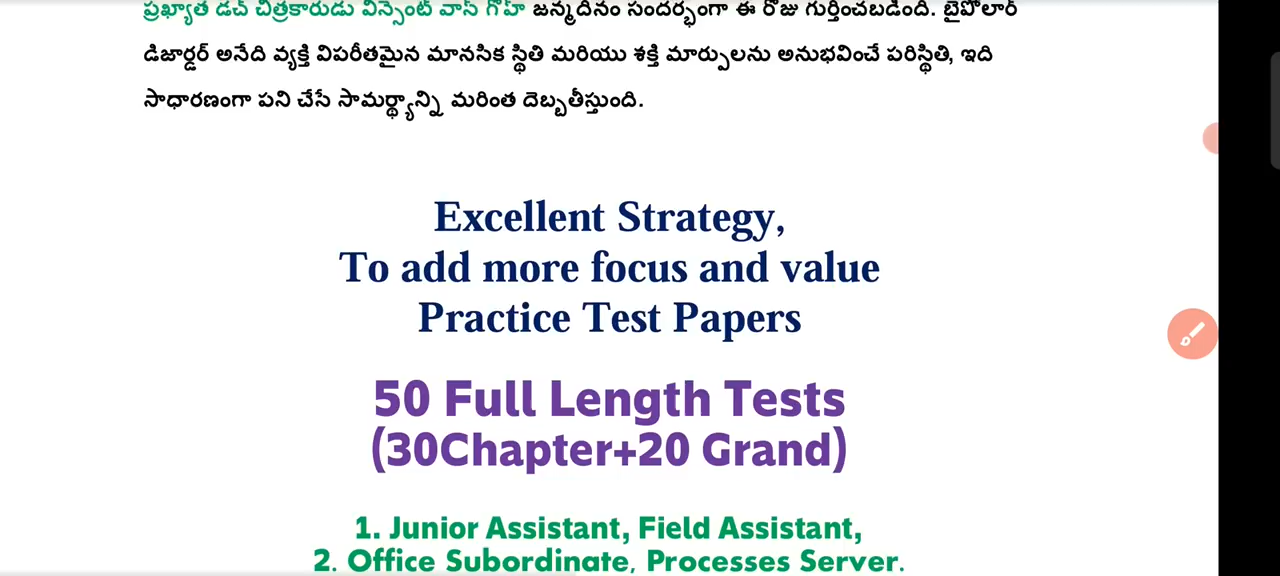 ప్రఖ్యాత డచ్ చిత్రకారుడు విన్సెంట్ వాన్ గోహ్ జన్మదినం సందర్భంగా ఈ రోజు గుర్తించబడింది. బైపోలార్
డిజార్డర్ అనేది వ్యక్తి విపరీతమైన మానసిక స్థితి మరియు శక్తి మార్పులను అనుభవించే పరిస్థితి, ఇది
సాధారణంగా పని చేసే సామర్థ్యాన్ని మరింత దెబ్బతీస్తుంది.
Excellent Strategy,
To add more focus and value
Practice Test Papers
50 Full Length Tests
(30Chapter+20 Grand)
1. Junior Assistant, Field Assistant,
2. Office Subordinate, Processes Server.